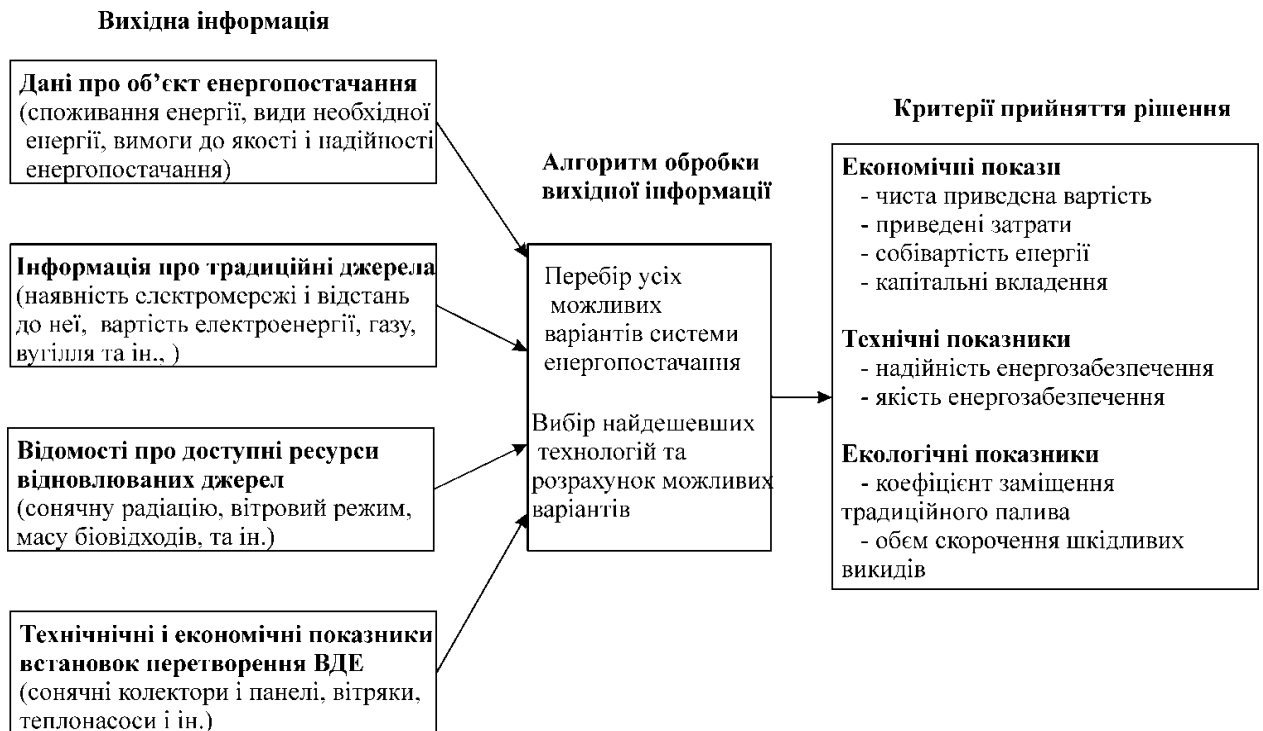 Вихідна інформація
Дані про об’єкт енергопостачання
(споживання енергії, види необхідної
енергії, вимоги до якості і надійності
енергопостачання)
Інформація про традиційні джерела
(наявність електромережі і відстань
до неї, вартість електроенергії, газу,
вугілля та ін., )
Відомості про доступні ресурси
відновлюваних джерел
(сонячну радіацію, вітровий режим,
масу біовідходів, та ін.)
Технічнічні і економічні показники
встановок перетворення ВДЕ
(сонячні колектори і панелі, вітряки,
теплонасоси і ін.)
Алгоритм обробки
вихідної інформації
Перебір усіх
можливих
варіантів системи
енергопостачання
Вибір найдешевших
технологій та
розрахунок можливих
варіантів
Критерії прийняття рішення
Економічні покази
- чиста приведена вартість
- приведені затрати
- собівартість енергії
- капітальні вкладення
Технічні показники
- надійність енергозабезпечення
- якість енергозабезпечення
Екологічні показники
- коефіцієнт заміщення
традиційного палива
- обєм скорочення шкідливих
викидів